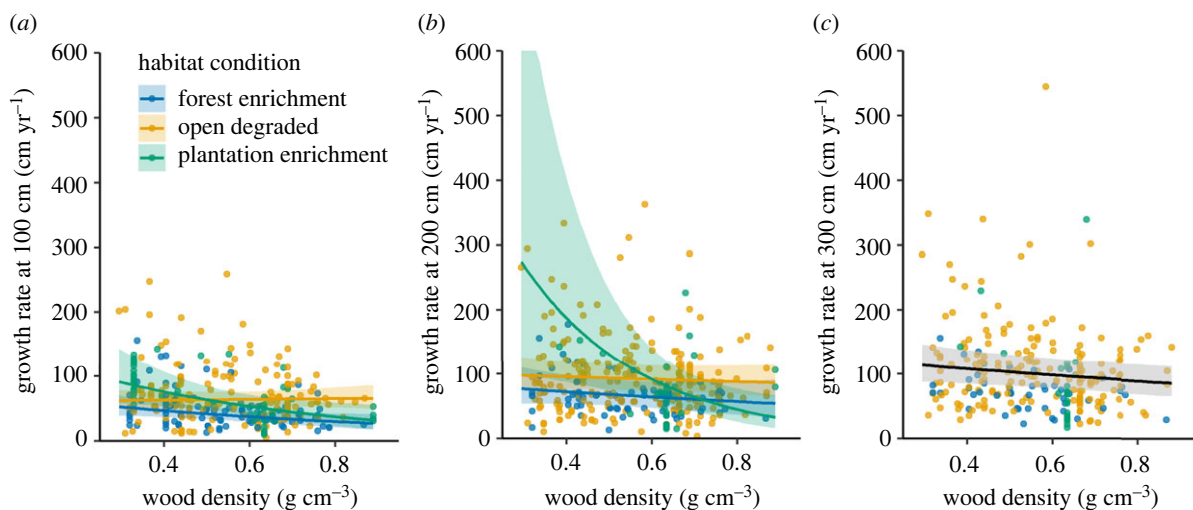 (a)
600
500
400
300
200
100
0
growth rate at 100 cm (cm yr⁻¹)
habitat condition
forest enrichment
open degraded
plantation enrichment
0.4 0.6 0.8
wood density (g cm⁻³)
(b)
600
500
400
300
200
100
0
growth rate at 200 cm (cm yr⁻¹)
0.4 0.6 0.8
wood density (g cm⁻³)
(c)
600
500
400
300
200
100
0
growth rate at 300 cm (cm yr⁻¹)
0.4 0.6 0.8
wood density (g cm⁻³)